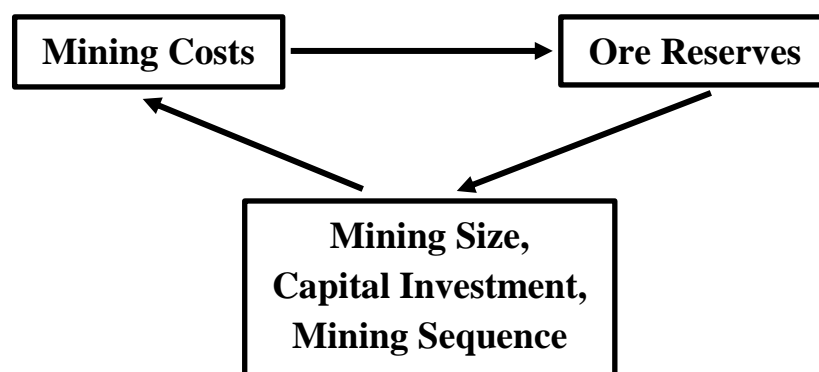 Mining Costs
Ore Reserves
Mining Size,
Capital Investment,
Mining Sequence